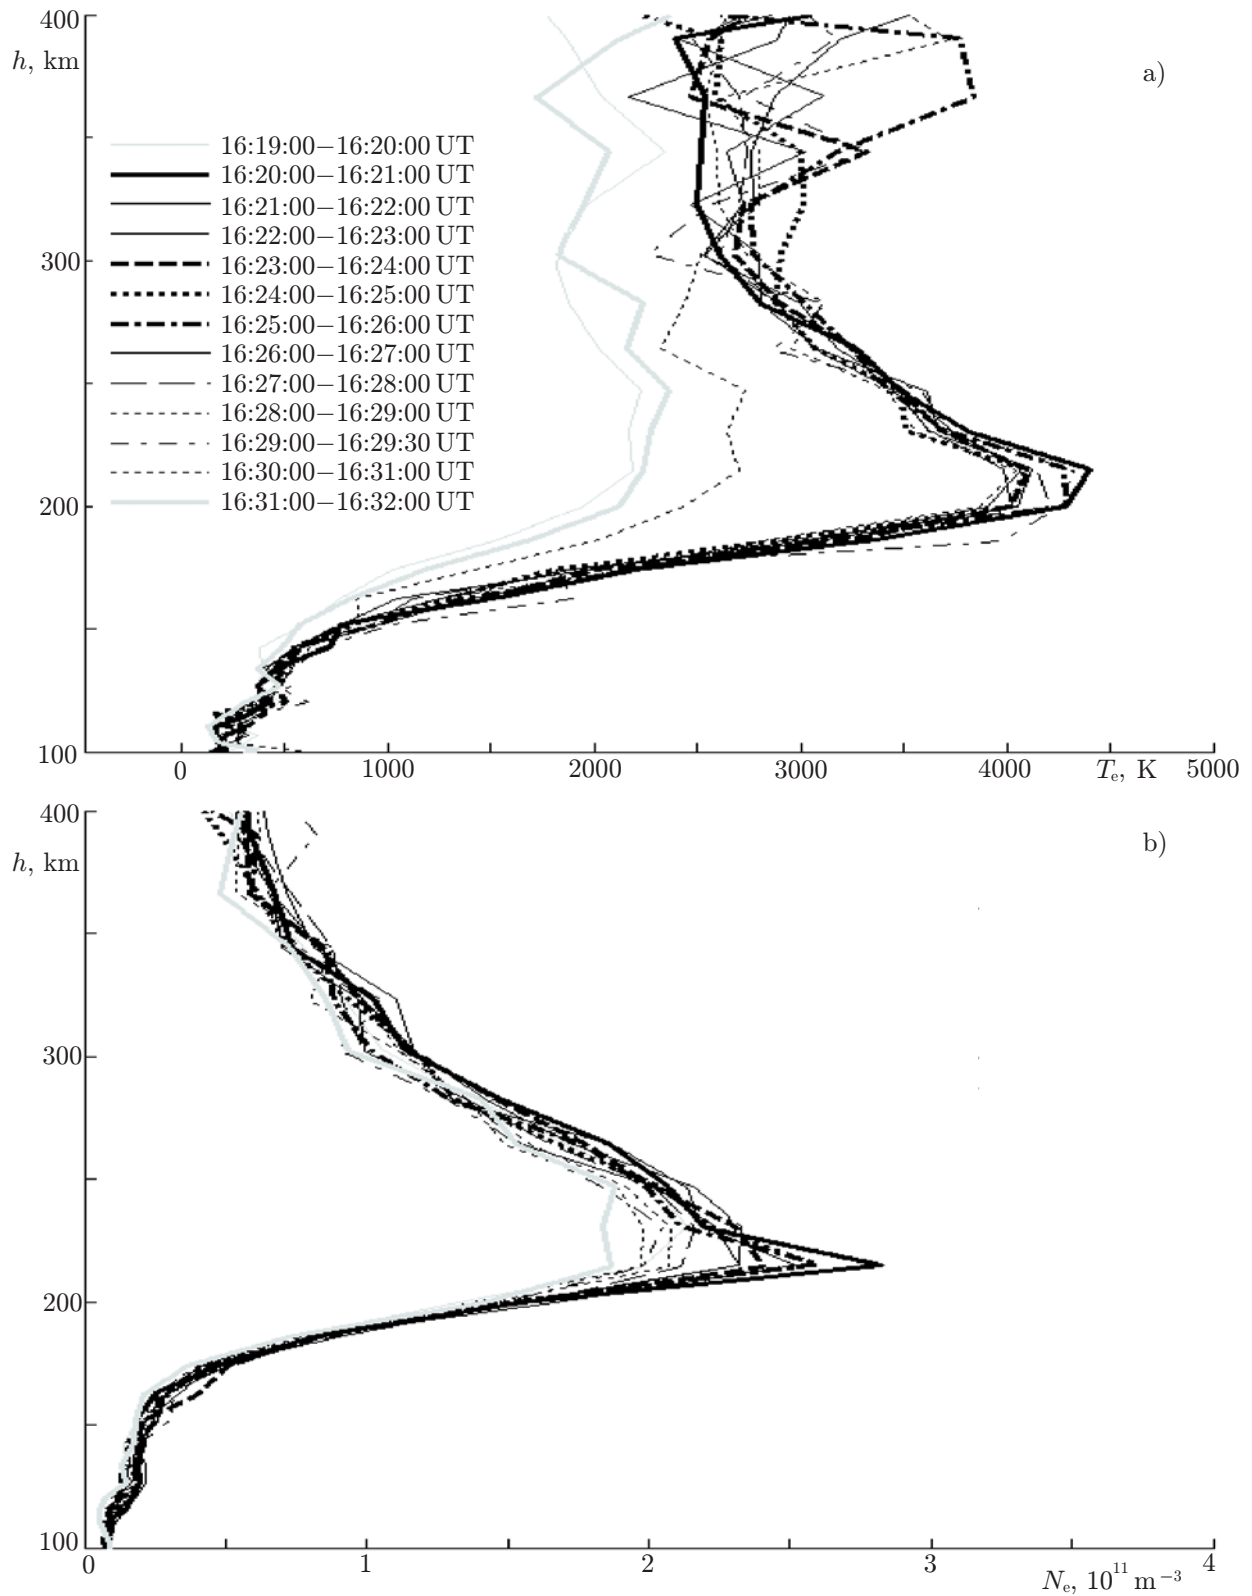 400
h, km
a)
16:19:00−16:20:00 UT
16:20:00−16:21:00 UT
16:21:00−16:22:00 UT
16:22:00−16:23:00 UT
16:23:00−16:24:00 UT
16:24:00−16:25:00 UT
16:25:00−16:26:00 UT
16:26:00−16:27:00 UT
16:27:00−16:28:00 UT
16:28:00−16:29:00 UT
16:29:00−16:29:30 UT
16:30:00−16:31:00 UT
16:31:00−16:32:00 UT
300
200
100
0 1000 2000 3000 4000 Te, K 5000
400
h, km
b)
300
200
100
0 1 2 3 4
Ne, 10¹¹ m⁻³